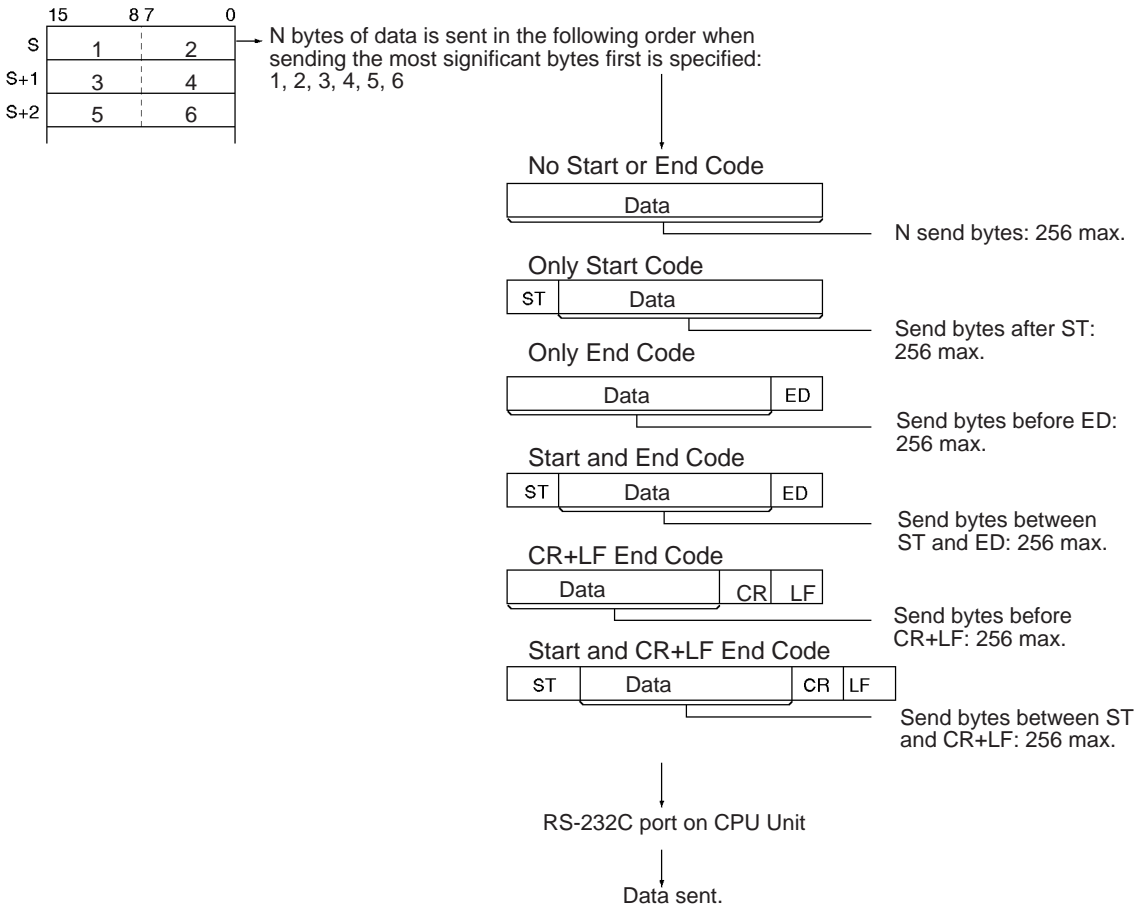 15 8 7 0
S 1 2
S+1 3 4
S+2 5 6
N bytes of data is sent in the following order when
sending the most significant bytes first is specified:
1, 2, 3, 4, 5, 6
No Start or End Code
Data
N send bytes: 256 max.
Only Start Code
ST Data
Send bytes after ST:
256 max.
Only End Code
Data ED
Send bytes before ED:
256 max.
Start and End Code
ST Data ED
Send bytes between
ST and ED: 256 max.
CR+LF End Code
Data CR LF
Send bytes before
CR+LF: 256 max.
Start and CR+LF End Code
ST Data CR LF
Send bytes between ST
and CR+LF: 256 max.
RS-232C port on CPU Unit
Data sent.